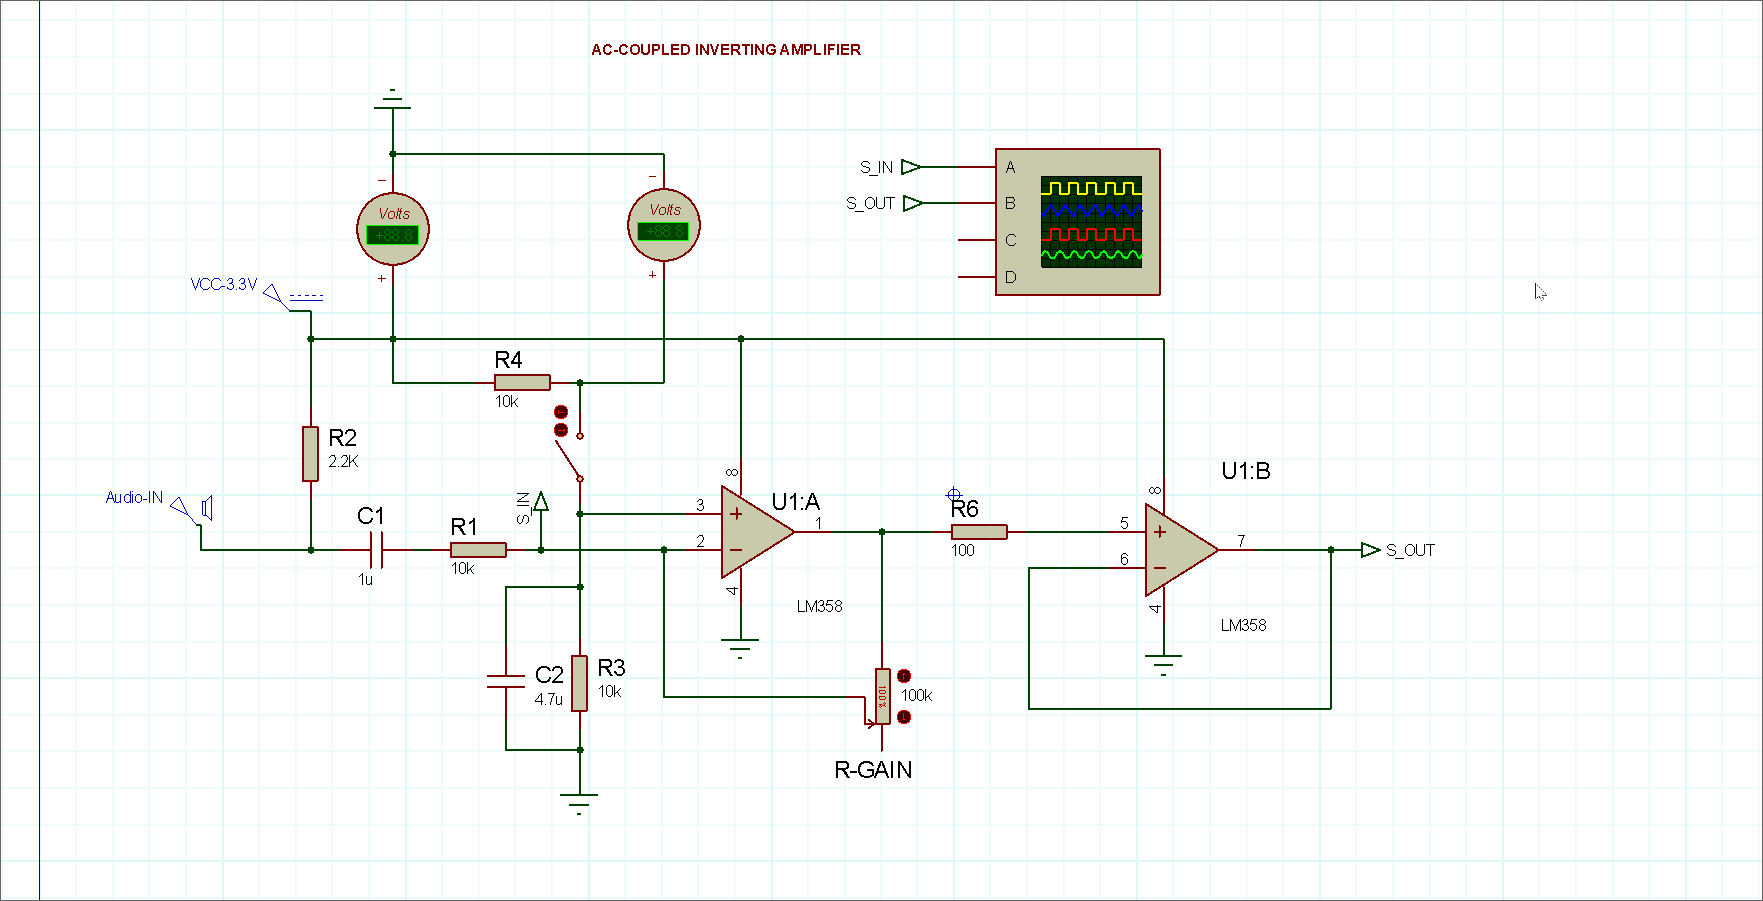 AC-COUPLED INVERTING AMPLIFIER
Volts
+88.8
Volts
+88.8
S_IN
A
S_OUT
B
C
D
VCC-3.3V
R4
10k
R2
2.2K
Audio-IN
C1
1u
R1
10k
S_IN
3
2
8
4
1
U1:A
LM358
R6
100
5
6
8
4
7
U1:B
LM358
S_OUT
C2
4.7u
R3
10k
100%
100k
R-GAIN